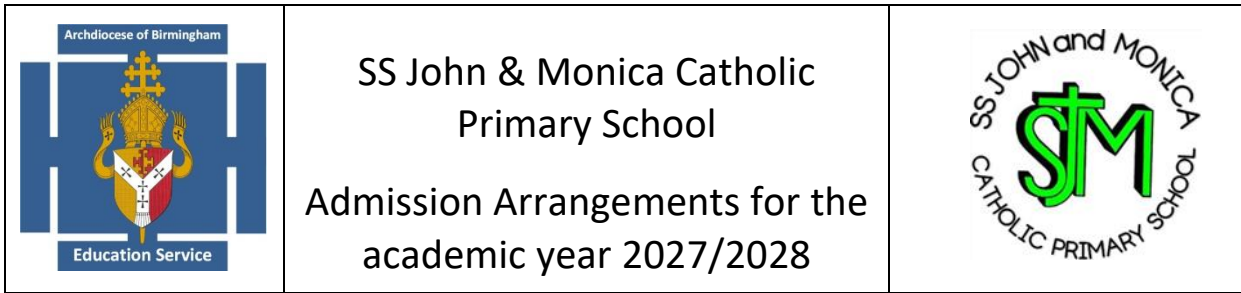 Archdiocese of Birmingham
Education Service
SS John & Monica Catholic
Primary School
Admission Arrangements for the
academic year 2027/2028
SS JOHN and MONICA
SJM
CATHOLIC PRIMARY SCHOOL